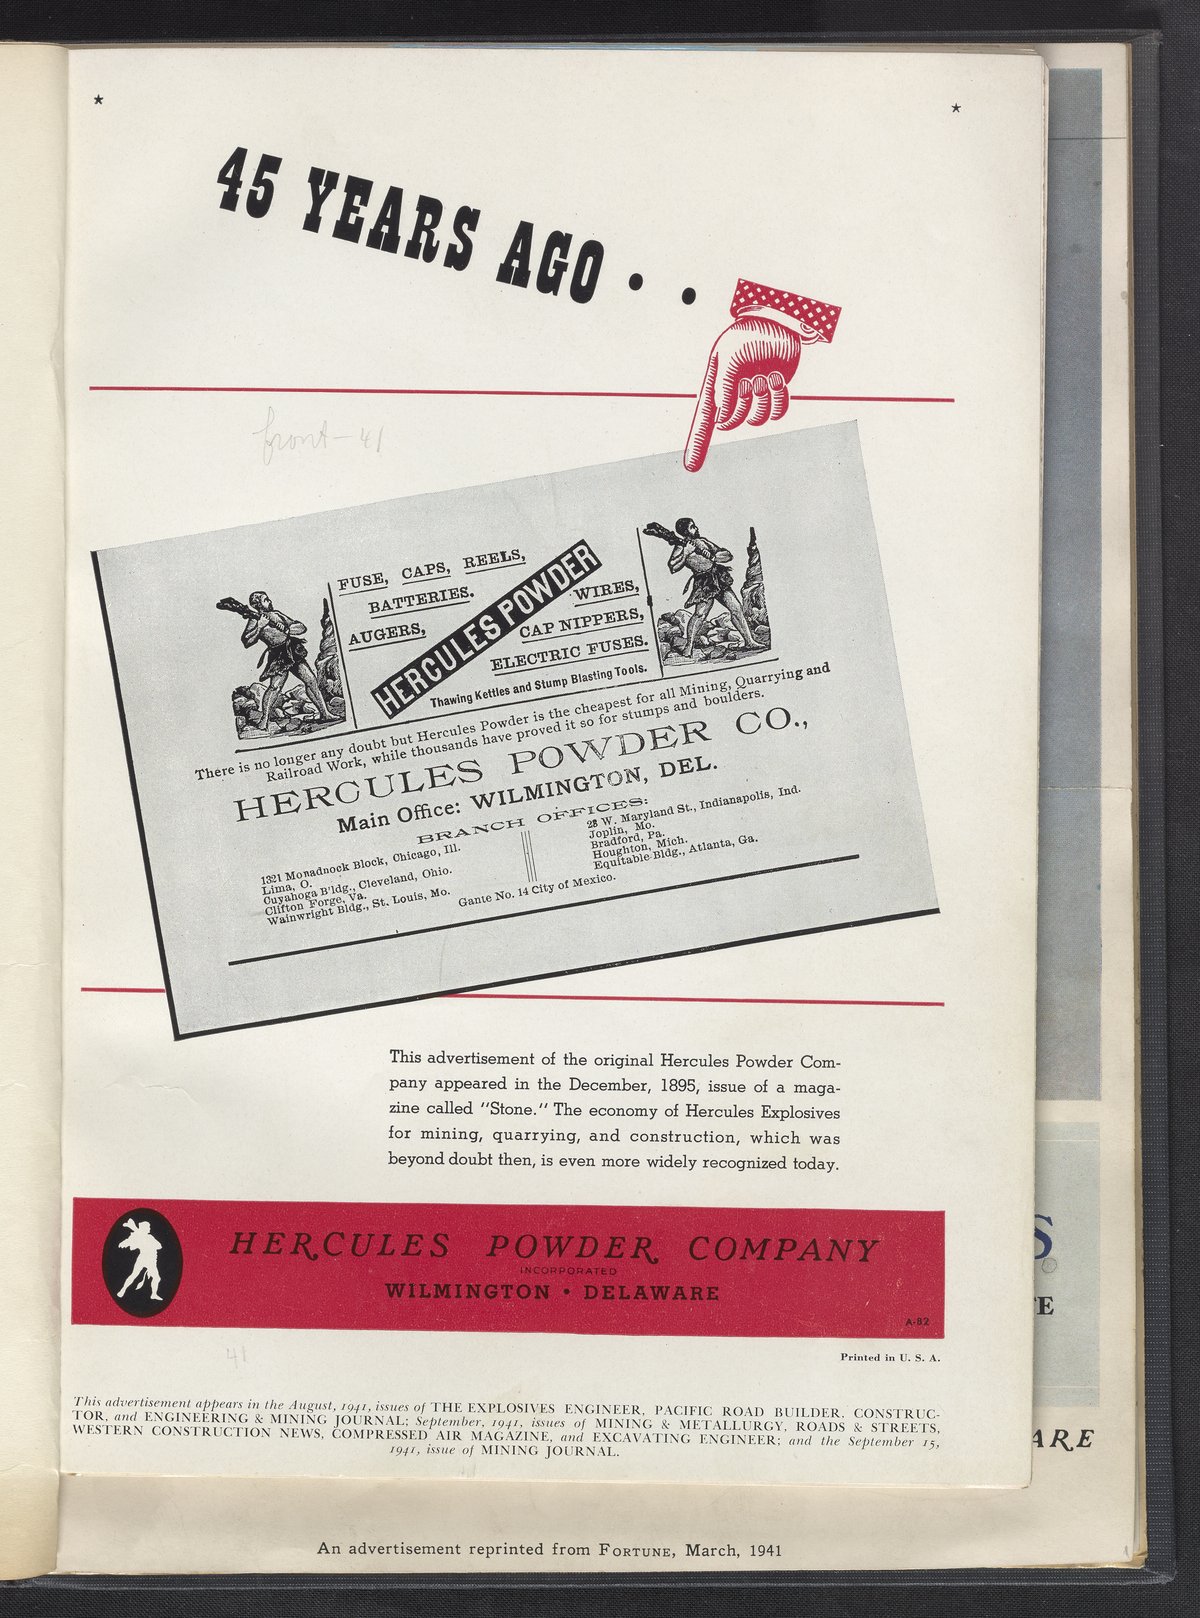 *
*
45 YEARS AGO . .
front-41
FUSE, CAPS, REELS,
BATTERIES.
AUGERS,
HERCULES POWDER
WIRES,
CAP NIPPERS,
ELECTRIC FUSES.
Thawing Kettles and Stump Blasting Tools.
There is no longer any doubt but Hercules Powder is the cheapest for all Mining, Quarrying and
Railroad Work, while thousands have proved it so for stumps and boulders.
HERCULES POWDER CO.,
Main Office: WILMINGTON, DEL.
BRANCH OFFICES:
1321 Monadnock Block, Chicago, Ill.
Lima, O.
Cuyahoga B'ldg., Cleveland, Ohio.
Clifton Forge, Va.
Wainwright Bldg., St. Louis, Mo.
23 W. Maryland St., Indianapolis, Ind.
Joplin, Mo.
Bradford, Pa.
Houghton, Mich.
Equitable Bldg., Atlanta, Ga.
Gante No. 14 City of Mexico.
This advertisement of the original Hercules Powder Com-
pany appeared in the December, 1895, issue of a maga-
zine called "Stone." The economy of Hercules Explosives
for mining, quarrying, and construction, which was
beyond doubt then, is even more widely recognized today.
HERCULES POWDER COMPANY
INCORPORATED
WILMINGTON • DELAWARE
A-82
41
Printed in U. S. A.
This advertisement appears in the August, 1941, issues of THE EXPLOSIVES ENGINEER, PACIFIC ROAD BUILDER, CONSTRUC-
TOR, and ENGINEERING & MINING JOURNAL; September, 1941, issues of MINING & METALLURGY, ROADS & STREETS,
WESTERN CONSTRUCTION NEWS, COMPRESSED AIR MAGAZINE, and EXCAVATING ENGINEER; and the September 15,
1941, issue of MINING JOURNAL.
S
TE
ARE
An advertisement reprinted from FORTUNE, March, 1941